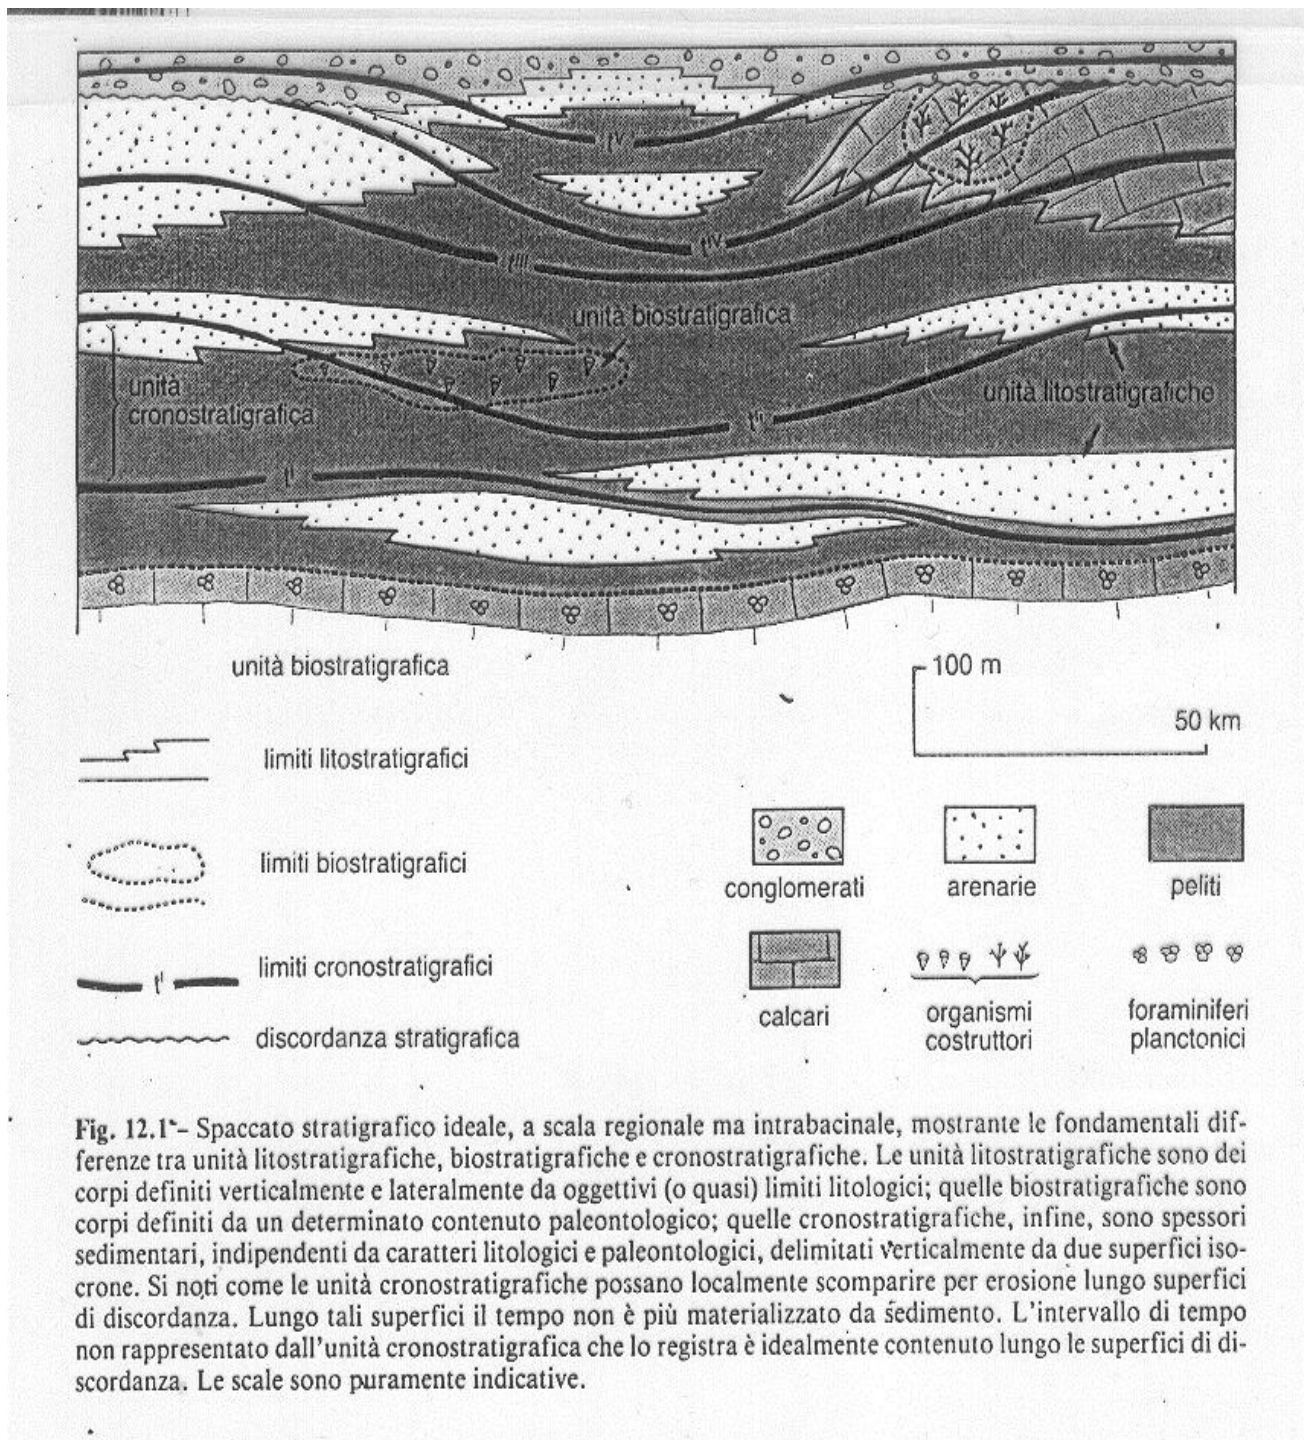 tV
tIV
tIII
unità biostratigrafica
unità
cronostratigrafica
unità litostratigrafiche
tII
tI
unità biostratigrafica
100 m
50 km
limiti litostratigrafici
limiti biostratigrafici
conglomerati
arenarie
peliti
limiti cronostratigrafici
tI
calcari
organismi
costruttori
foraminiferi
planctonici
discordanza stratigrafica
Fig. 12.1 - Spaccato stratigrafico ideale, a scala regionale ma intrabacinale, mostrante le fondamentali dif-
ferenze tra unità litostratigrafiche, biostratigrafiche e cronostratigrafiche. Le unità litostratigrafiche sono dei
corpi definiti verticalmente e lateralmente da oggettivi (o quasi) limiti litologici; quelle biostratigrafiche sono
corpi definiti da un determinato contenuto paleontologico; quelle cronostratigrafiche, infine, sono spessori
sedimentari, indipendenti da caratteri litologici e paleontologici, delimitati verticalmente da due superfici iso-
crone. Si noti come le unità cronostratigrafiche possano localmente scomparire per erosione lungo superfici
di discordanza. Lungo tali superfici il tempo non è più materializzato da sedimento. L'intervallo di tempo
non rappresentato dall'unità cronostratigrafica che lo registra è idealmente contenuto lungo le superfici di di-
scordanza. Le scale sono puramente indicative.